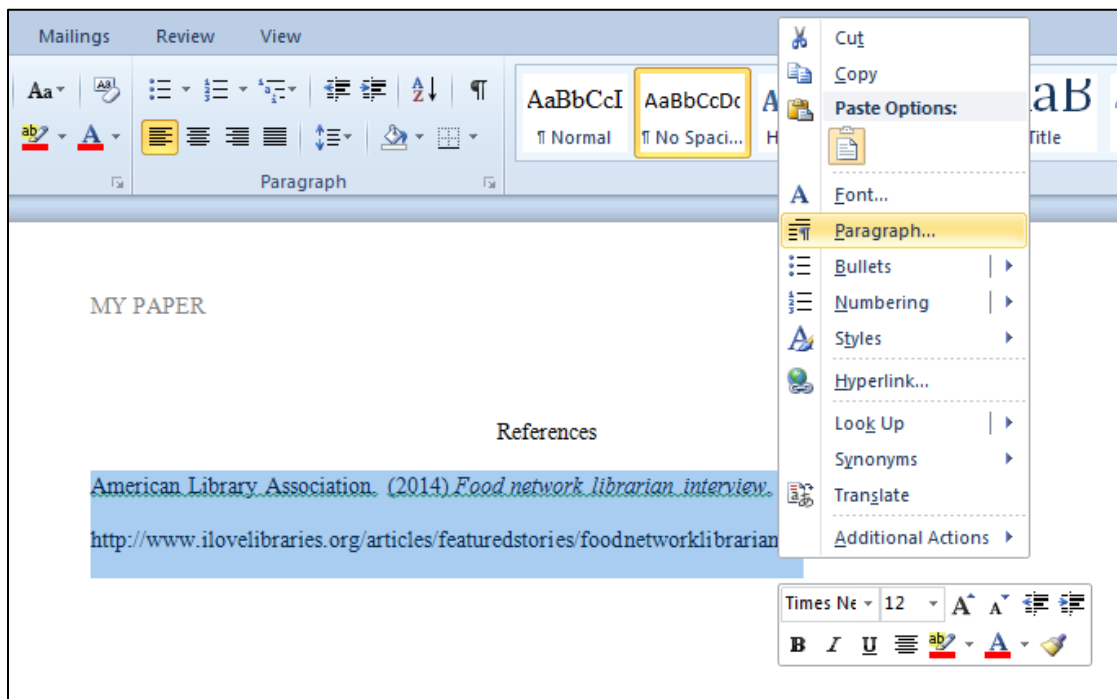 Mailings Review View
Aa
AaBbCcI AaBbCcDc A aB
¶ Normal ¶ No Spaci... H Title
Paragraph
Cut
Copy
Paste Options:
Font...
Paragraph...
Bullets
Numbering
Styles
Hyperlink...
Look Up
Synonyms
Translate
Additional Actions
MY PAPER
References
American Library Association. (2014) Food network librarian interview.
http://www.ilovelibraries.org/articles/featuredstories/foodnetworklibrarian
Times Ne 12 A A
B I U ab A